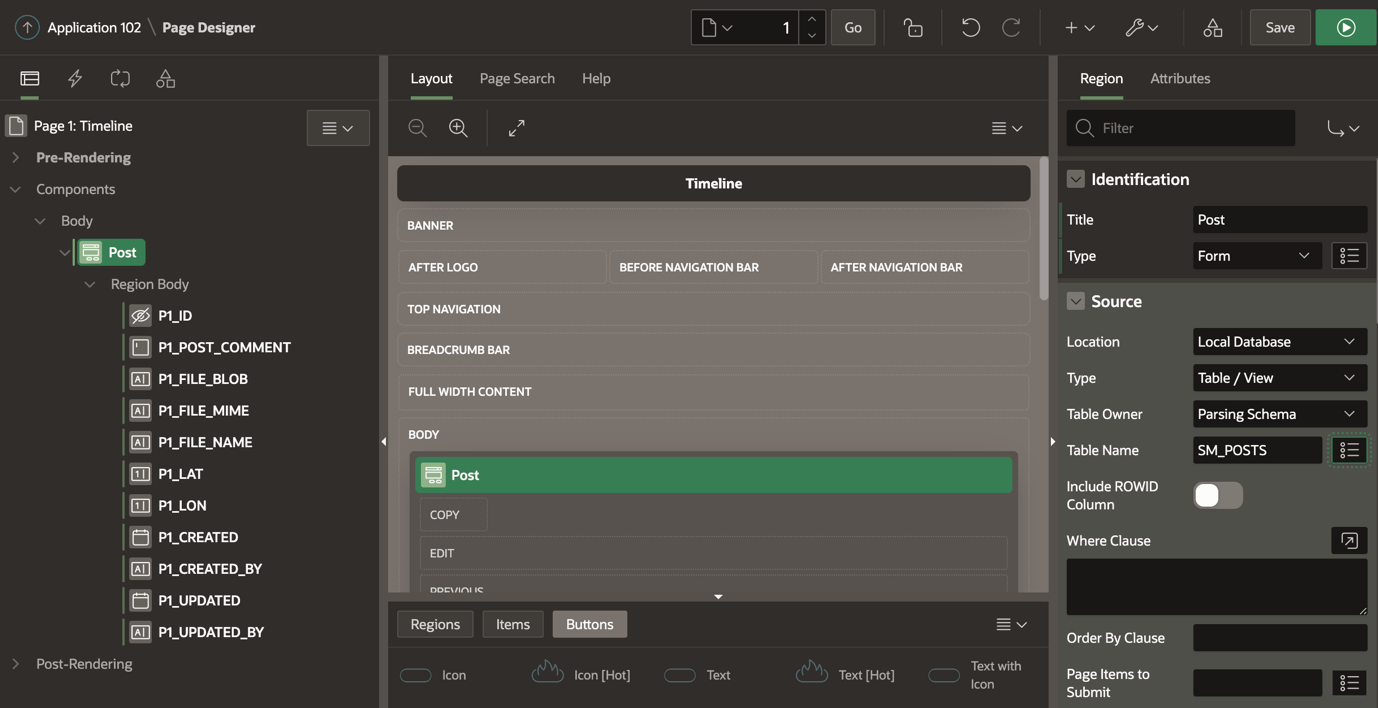 Application 102 \ Page Designer
1
Go
Save
Page 1: Timeline
Pre-Rendering
Components
Body
Post
Region Body
P1_ID
P1_POST_COMMENT
P1_FILE_BLOB
P1_FILE_MIME
P1_FILE_NAME
P1_LAT
P1_LON
P1_CREATED
P1_CREATED_BY
P1_UPDATED
P1_UPDATED_BY
Post-Rendering
Layout Page Search Help
Timeline
BANNER
AFTER LOGO BEFORE NAVIGATION BAR AFTER NAVIGATION BAR
TOP NAVIGATION
BREADCRUMB BAR
FULL WIDTH CONTENT
BODY
Post
COPY
EDIT
PREVIOUS
Regions Items Buttons
Icon Icon [Hot] Text Text [Hot] Text with
Icon
Region Attributes
Filter
Identification
Title Post
Type Form
Source
Location Local Database
Type Table / View
Table Owner Parsing Schema
Table Name SM_POSTS
Include ROWID
Column
Where Clause
Order By Clause
Page Items to
Submit